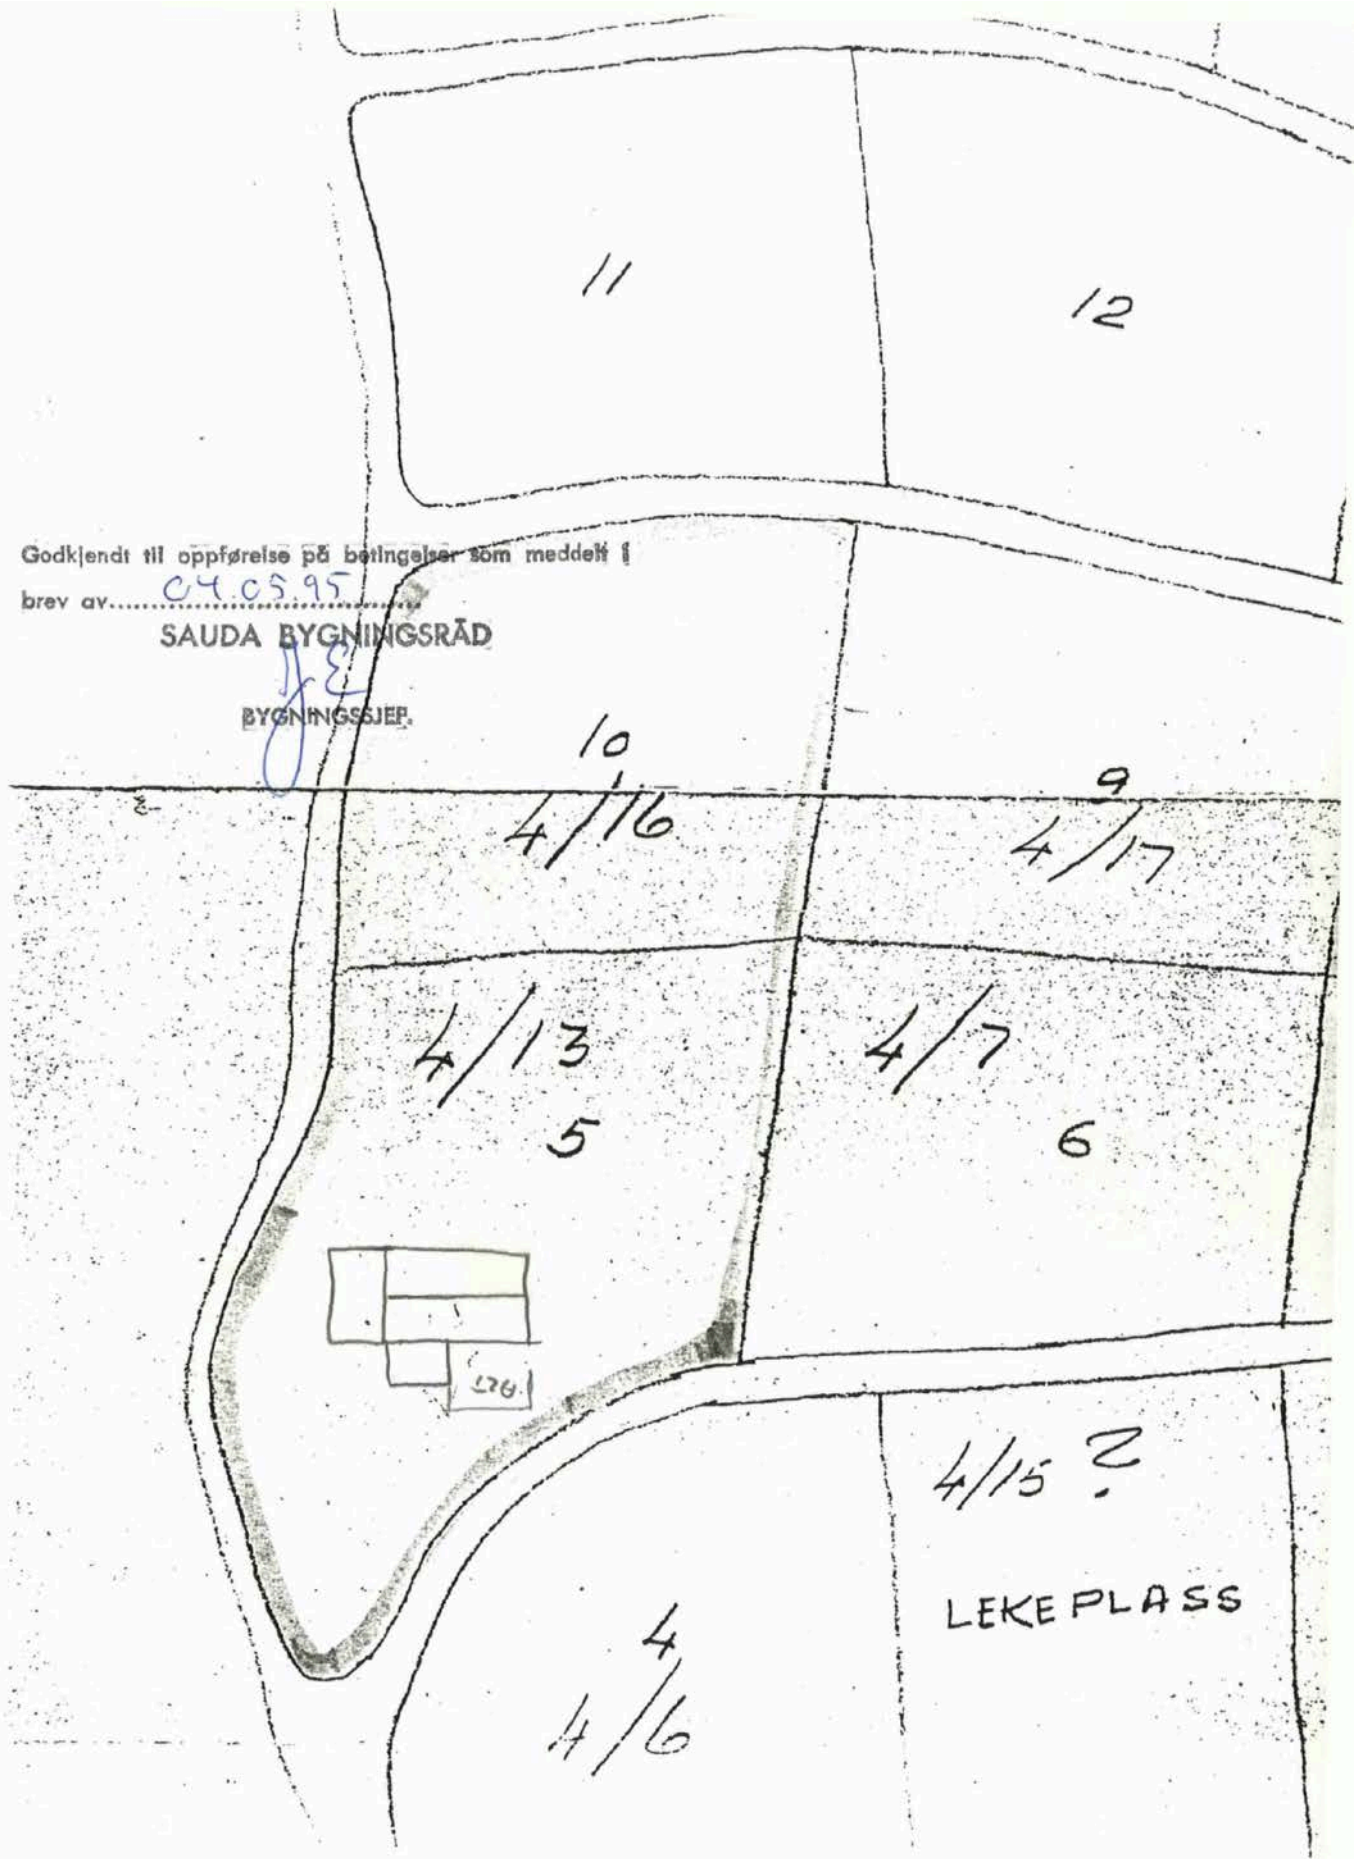 11
12
Godkjendt til oppførelse på betingelser som meddelt i
brev av 04.05.95
SAUDA BYGNINGSRÅD
BYGNINGSSJEF.
10
4/16
9
4/17
4/13
5
4/7
6
4/15 ?
LEKEPLASS
4
4/6